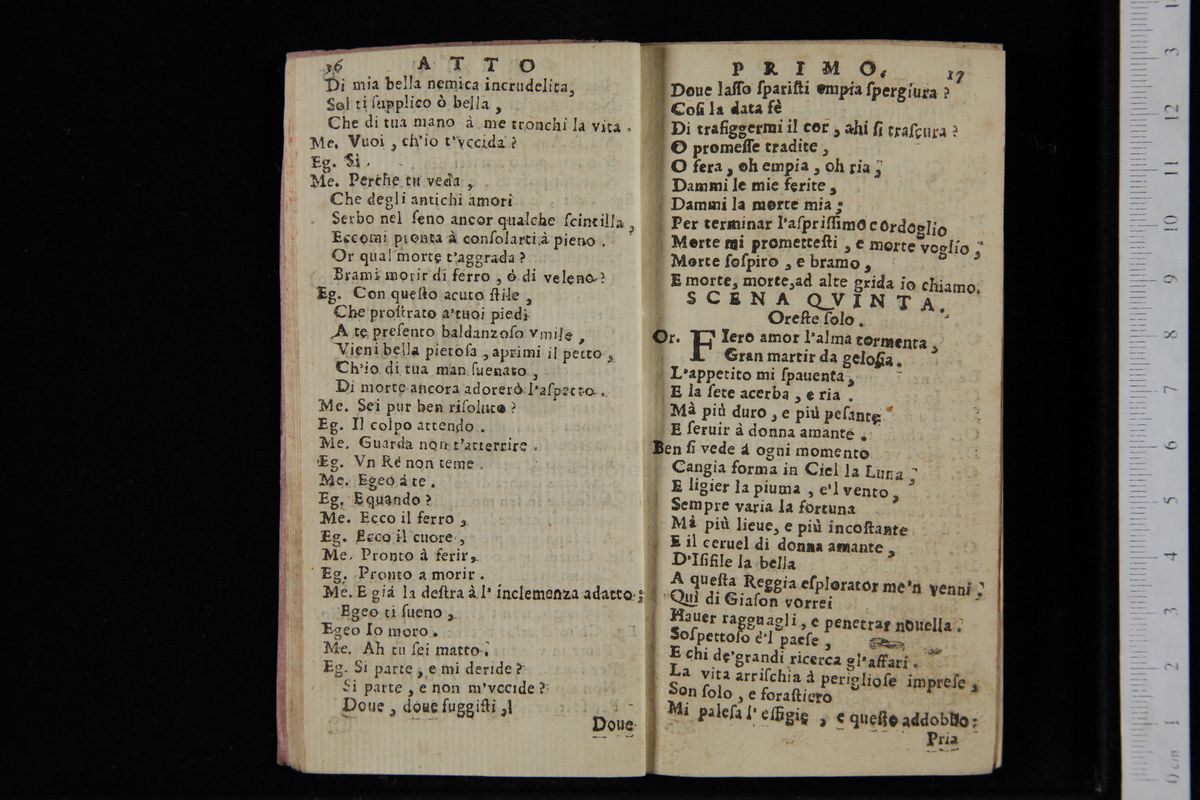 36 ATTO
Di mia bella nemica incrudelita,
Sol ti ſupplico ò bella,
Che di tua mano à me tronchi la vita.
Me. Vuoi, ch'io t'vccida?
Eg. Si.
Me. Perche tu veda,
Che degli antichi amori
Serbo nel ſeno ancor qualche ſcintilla,
Eccomi pronta à conſolarti à pieno.
Or qual morte t'aggrada?
Brami morir di ferro, ò di veleno?
Eg. Con queſto acuto ſtile,
Che proſtrato a'tuoi piedi
A te preſento baldanzoſo vmile,
Vieni bella pietoſa, aprimi il petto,
Ch'io di tua man ſuenato,
Di morte ancora adorerò l'aſpetto.
Me. Sei pur ben riſoluto?
Eg. Il colpo attendo.
Me. Guarda non t'atterrire.
Eg. Vn Ré non teme.
Me. Egeo á te.
Eg. E quando?
Me. Ecco il ferro,
Eg. Ecco il cuore,
Me. Pronto á ferir,
Eg. Pronto a morir.
Me. E giá la deſtra à l'inclemenza adatto;
Egeo ti ſueno,
Egeo Io moro.
Me. Ah tu ſei matto.
Eg. Si parte, e mi deride?
Si parte, e non m'vccide?
Doue, doue fuggiſti,
Doue
PRIMO. 17
Doue laſſo ſpariſti empia ſpergiura?
Coſi la data fè
Di trafiggermi il cor, ahi ſi traſcura?
O promeſſe tradite,
O fera, oh empia, oh ria;
Dammi le mie ferite,
Dammi la morte mia;
Per terminar l'aſpriſſimo cordoglio
Morte mi prometteſti, e morte voglio;
Morte ſoſpiro, e bramo,
E morte, morte, ad alte grida io chiamo.
SCENA QVINTA.
Oreſte ſolo.
Or. FIero amor l'alma tormenta,
Gran martir da geloſia.
L'appetito mi ſpauenta,
E la ſete acerba, e ria.
Mà più duro, e più peſante
E ſeruir à donna amante.
Ben ſi vede á ogni momento
Cangia forma in Ciel la Luna;
E ligier la piuma, e'l vento,
Sempre varia la fortuna
Mà più lieue, e più incoſtante
E il ceruel di donna amante,
D'Iſifile la bella
A queſta Reggia eſplorator me'n venni;
Quì di Giaſon vorrei
Hauer ragguagli, e penetrar nouella.
Soſpettoſo è'l paeſe,
E chi de'grandi ricerca gl'affari.
La vita arriſchia à periglioſe impreſe,
Son ſolo, e foraſtiero
Mi paleſa l'effigie, e queſto addobbo:
Pria